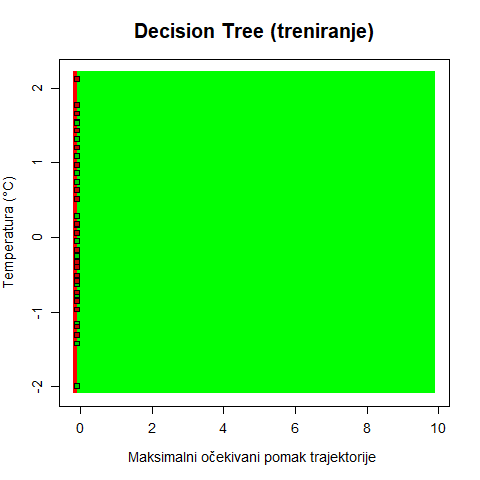 Decision Tree (treniranje)
Temperatura (°C)
2
1
0
-1
-2
0 2 4 6 8 10
Maksimalni očekivani pomak trajektorije